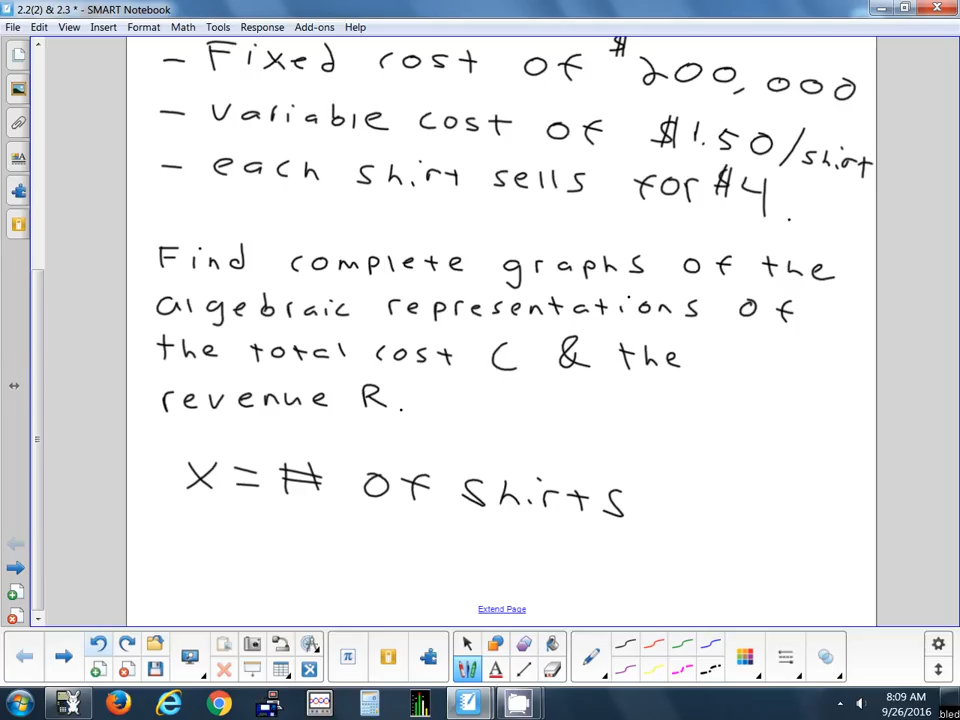 2.2(2) & 2.3 * - SMART Notebook
File Edit View Insert Format Math Tools Response Add-ons Help
- Fixed cost of $200,000
- variable cost of $1.50/shirt
- each shirt sells for $4.
Find complete graphs of the
algebraic representations of
the total cost C & the
revenue R.
X = # of shirts
Extend Page
8:09 AM
9/26/2016
bled